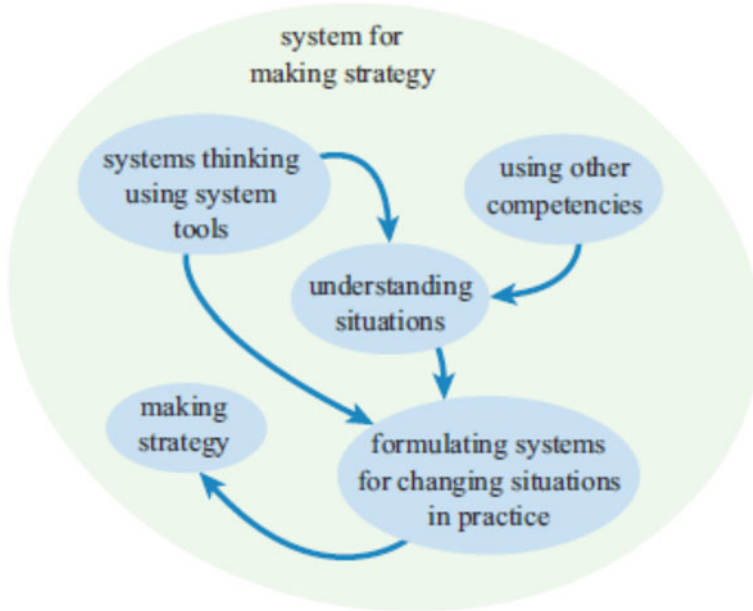 system for
making strategy
systems thinking
using system
tools
using other
competencies
understanding
situations
making
strategy
formulating systems
for changing situations
in practice